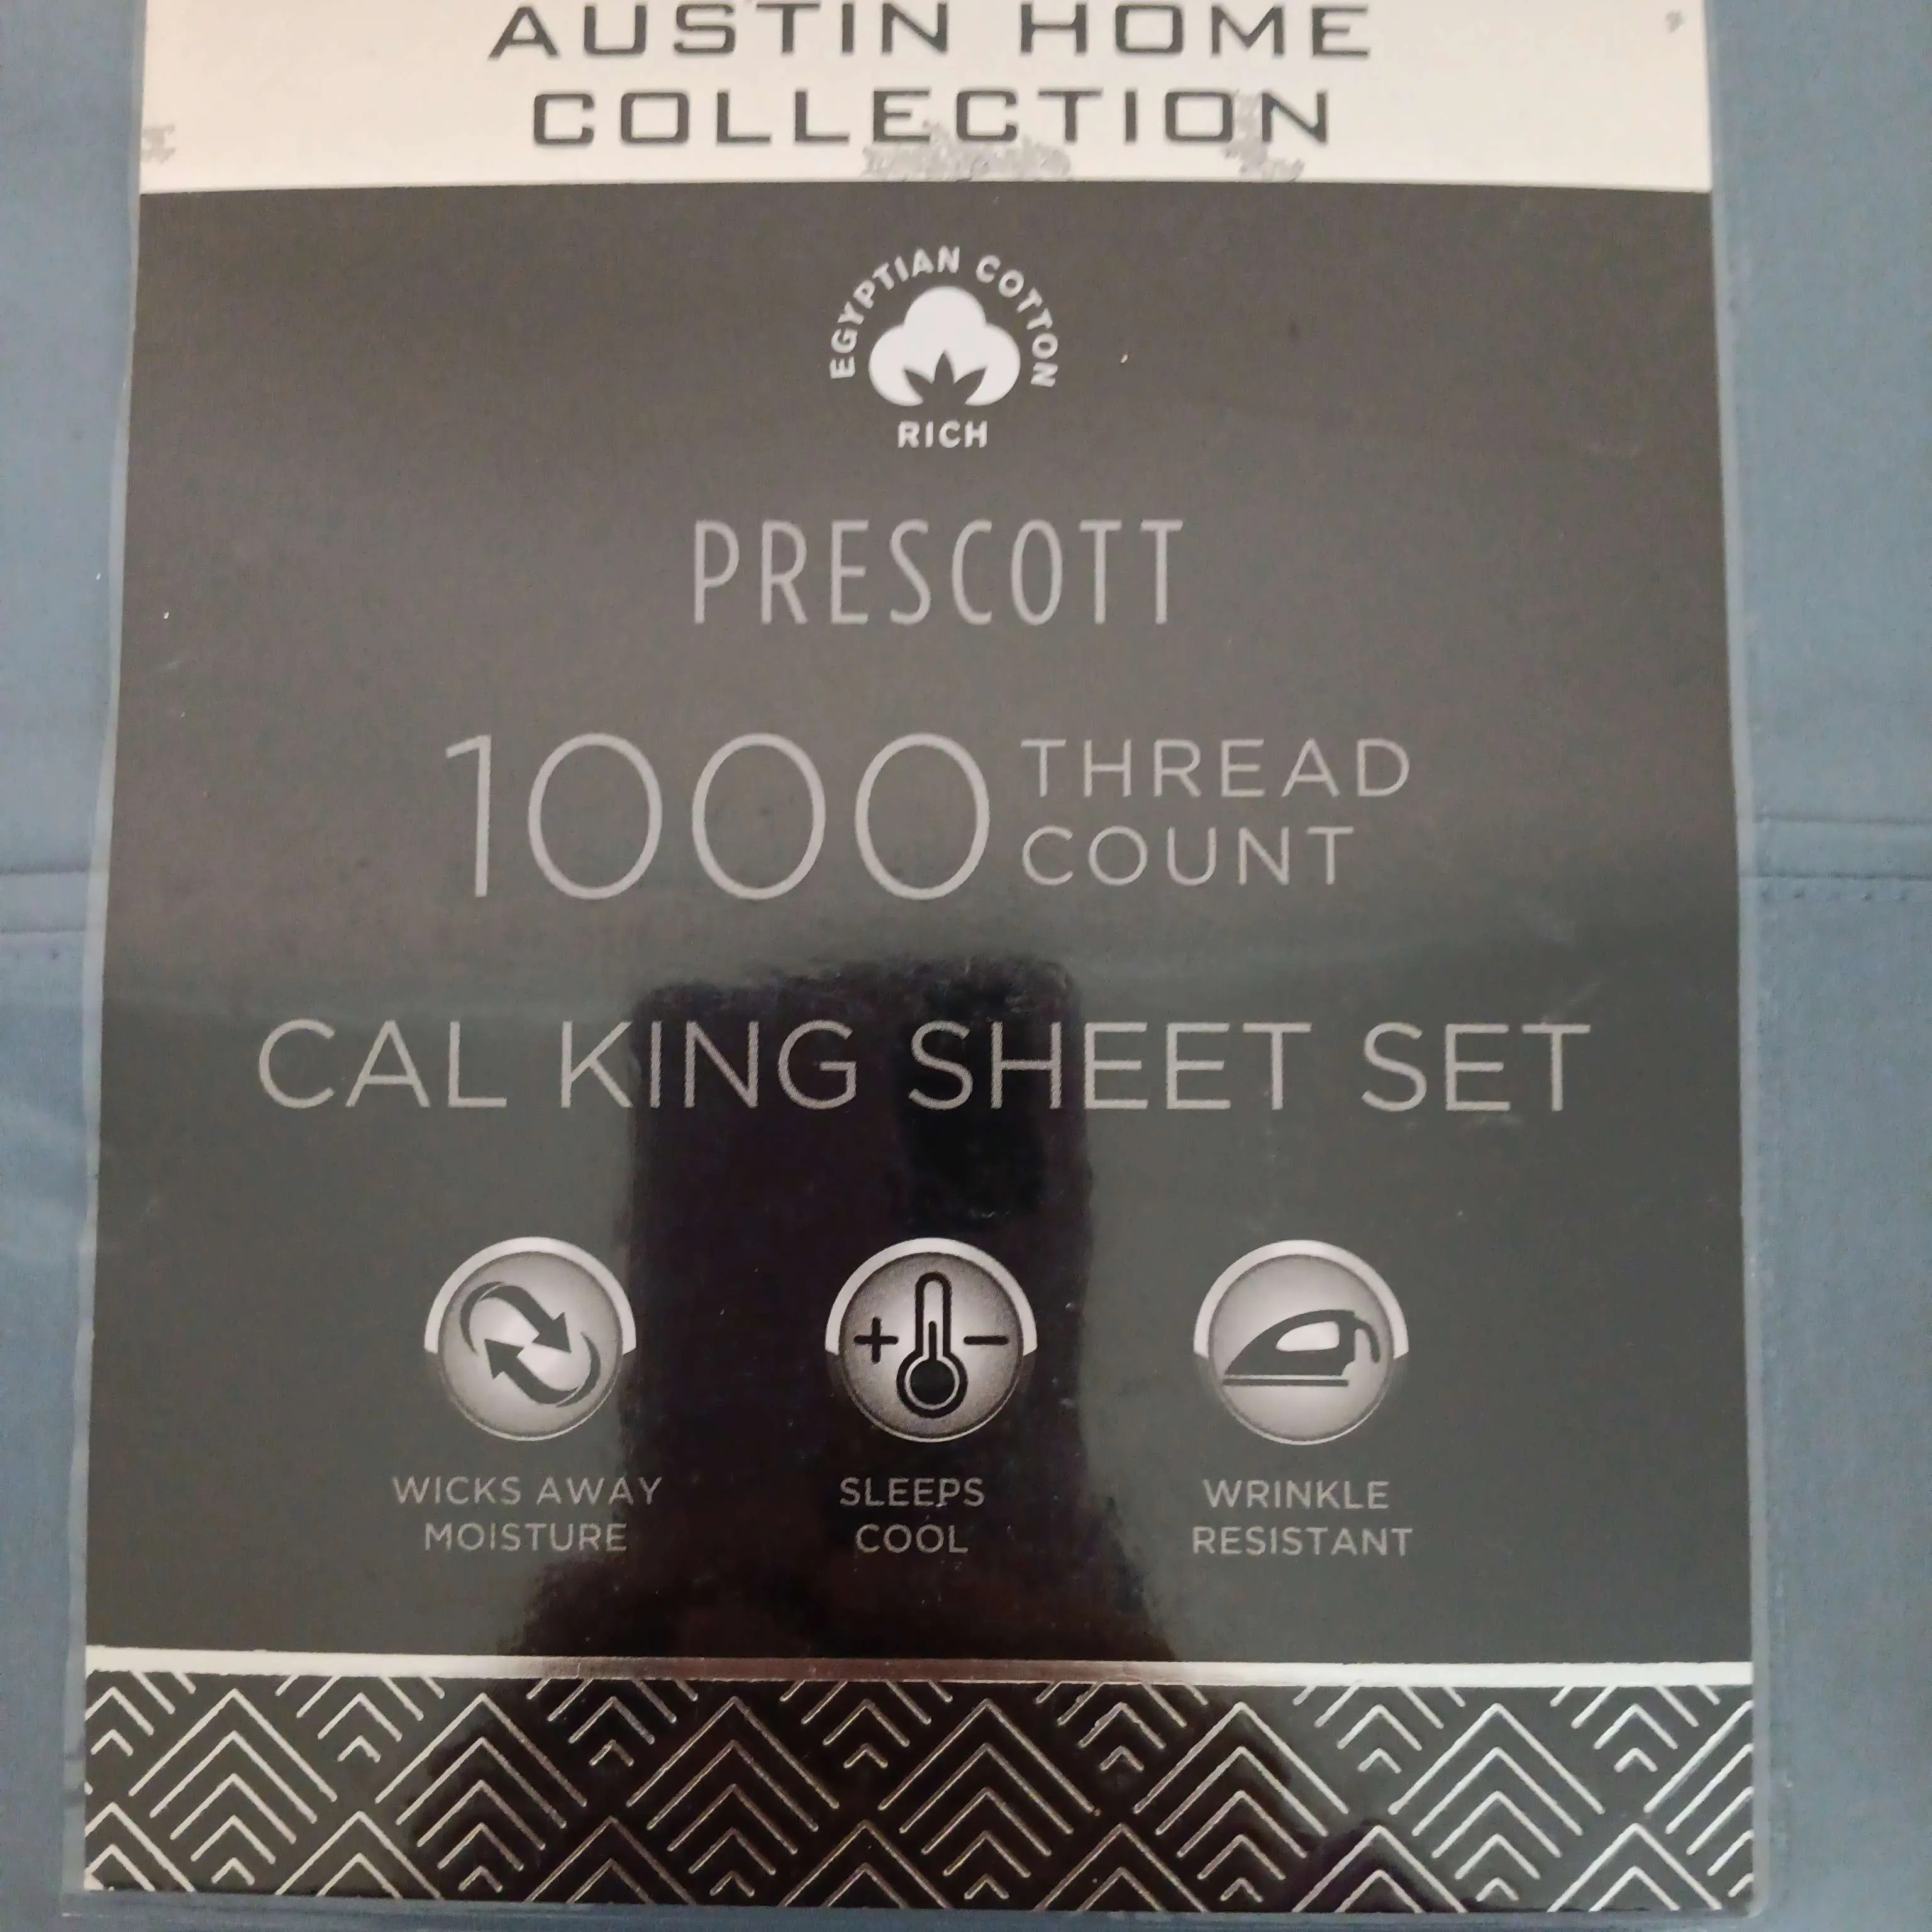 AUSTIN HOME
COLLECTION
EGYPTIAN COTTON
RICH
PRESCOTT
1000 THREAD
COUNT
CAL KING SHEET SET
WICKS AWAY
MOISTURE
SLEEPS
COOL
WRINKLE
RESISTANT